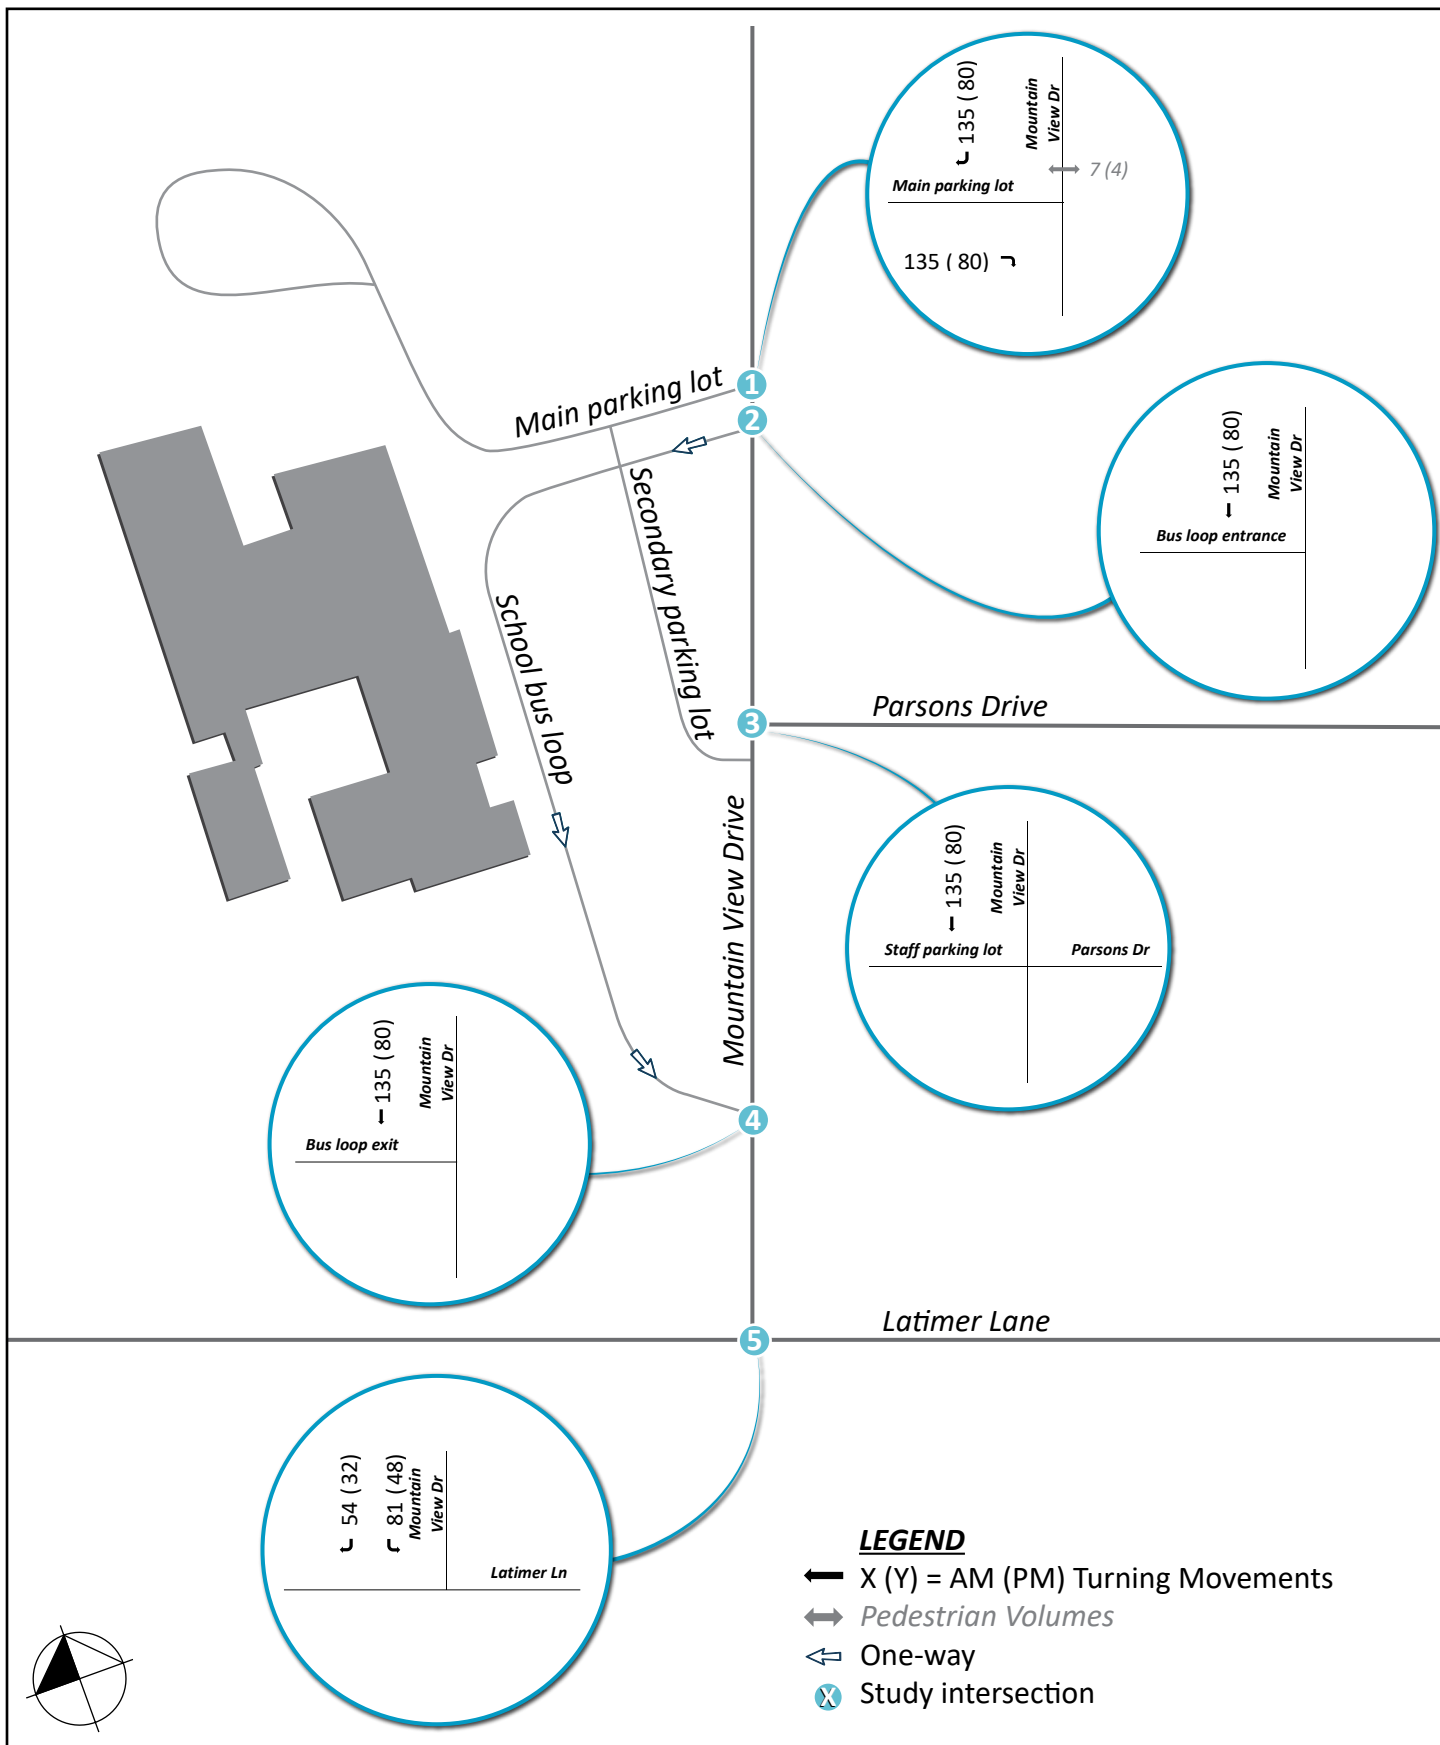 135 ( 80)
Mountain
View Dr
7 (4)
Main parking lot
135 ( 80)
1
Main parking lot
2
135 ( 80)
Mountain
View Dr
Bus loop entrance
Secondary parking lot
School bus loop
3
Parsons Drive
Mountain View Drive
135 ( 80)
Mountain
View Dr
Staff parking lot
Parsons Dr
135 ( 80)
Mountain
View Dr
Bus loop exit
4
Latimer Lane
5
54 (32)
81 ( 48)
Mountain
View Dr
Latimer Ln
LEGEND
X (Y) = AM (PM) Turning Movements
Pedestrian Volumes
One-way
X Study intersection